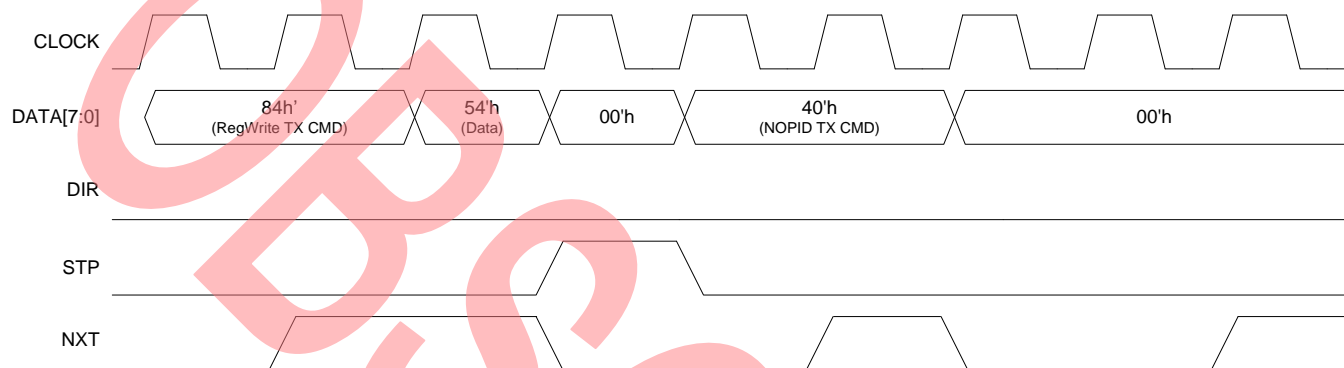 CLOCK
DATA[7:0]
84h'
(RegWrite TX CMD)
54'h
(Data)
00'h
40'h
(NOPID TX CMD)
00'h
DIR
STP
NXT